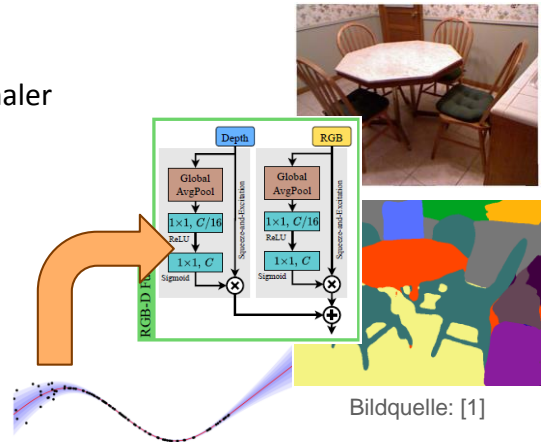 naler
Depth
RGB
Global
AvgPool
1×1, C/16
ReLU
1×1, C
Sigmoid
Squeeze-and-Excitation
Global
AvgPool
1×1, C/16
ReLU
1×1, C
Sigmoid
Squeeze-and-Excitation
RGB-D Fu
Bildquelle: [1]